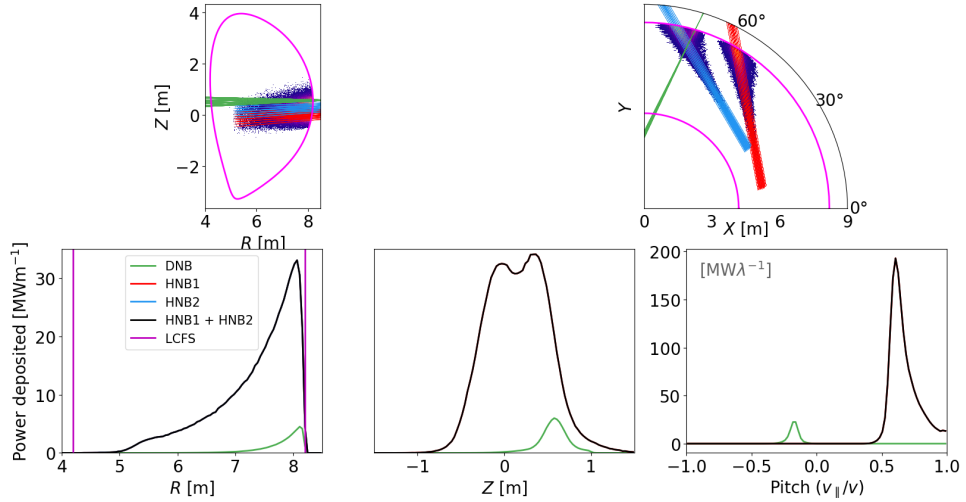 4
2
0
−2
Z [m]
4
6
8
R [m]
Y
60°
30°
0°
0
3
6
9
X [m]
Power deposited [MWm⁻¹]
30
20
10
0
DNB
HNB1
HNB2
HNB1 + HNB2
LCFS
4
5
6
7
8
R [m]
−1
0
1
Z [m]
[MWλ⁻¹]
200
150
100
50
0
−1.0
−0.5
0.0
0.5
1.0
Pitch (v∥/v)